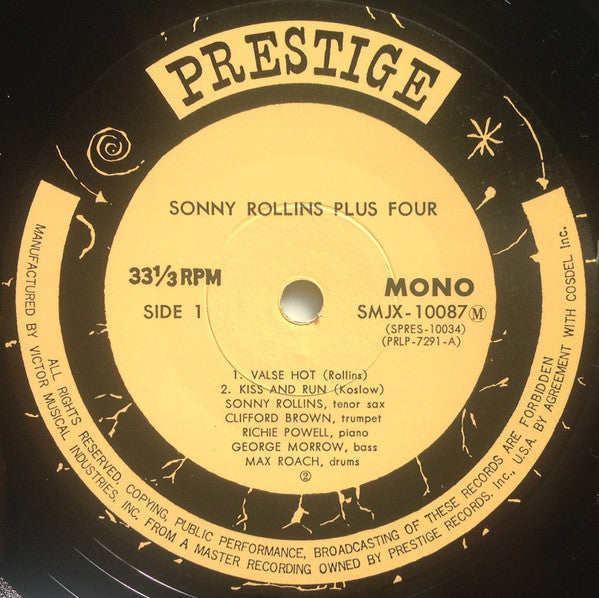 PRESTIGE
SONNY ROLLINS PLUS FOUR
33 1/3 RPM
MONO
SIDE 1
SMJX-10087 Ⓜ
(SPRES-10034)
(PRLP-7291-A)
1. VALSE HOT (Rollins)
2. KISS AND RUN (Koslow)
SONNY ROLLINS, tenor sax
CLIFFORD BROWN, trumpet
RICHIE POWELL, piano
GEORGE MORROW, bass
MAX ROACH, drums
②
ALL RIGHTS RESERVED, COPYING, PUBLIC PERFORMANCE, BROADCASTING OF THESE RECORDS ARE FORBIDDEN
MANUFACTURED BY VICTOR MUSICAL INDUSTRIES, INC. FROM A MASTER RECORDING OWNED BY PRESTIGE RECORDS. Inc., U.S.A. BY AGREEMENT WITH COSDEL Inc.